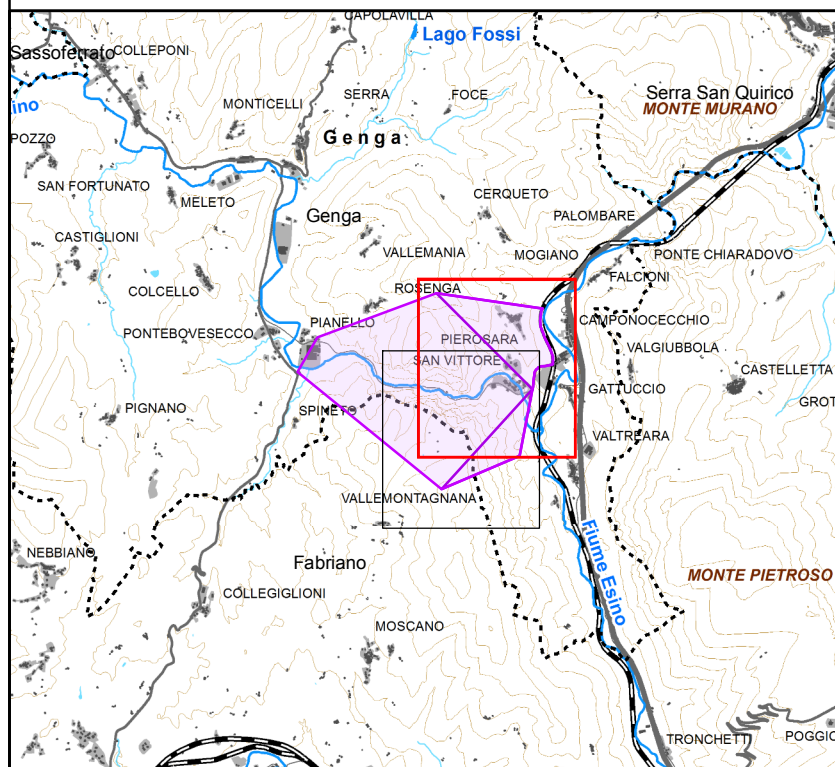 CAPOLAVILLA
Lago Fossi
Sassoferrato
COLLEPONI
SERRA
FOCE
Serra San Quirico
MONTE MURANO
ino
MONTICELLI
Genga
POZZO
SAN FORTUNATO
MELETO
CERQUETO
Genga
PALOMBARE
CASTIGLIONI
VALLEMANIA
MOGIANO
PONTE CHIARADOVO
FALCIONI
COLCELLO
ROSENGA
PIANELLO
CAMPONOCECCHIO
PONTEBOVESECCO
PIEROSARA
SAN VITTORE
VALGIUBBOLA
CASTELLETTA
GATTUCCIO
GROT
PIGNANO
SPINETO
VALTREARA
VALLEMONTAGNANA
Fiume Esino
NEBBIANO
Fabriano
MONTE PIETROSO
COLLEGIGLIONI
MOSCANO
TRONCHETT
POGGIO